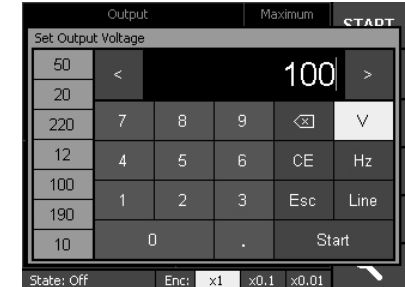 Output Maximum START
Set Output Voltage
50
20
220
12
100
190
10
< 100 >
7 8 9 V
4 5 6 CE Hz
1 2 3 Esc Line
0 . Start
State: Off Enc: x1 x0.1 x0.01